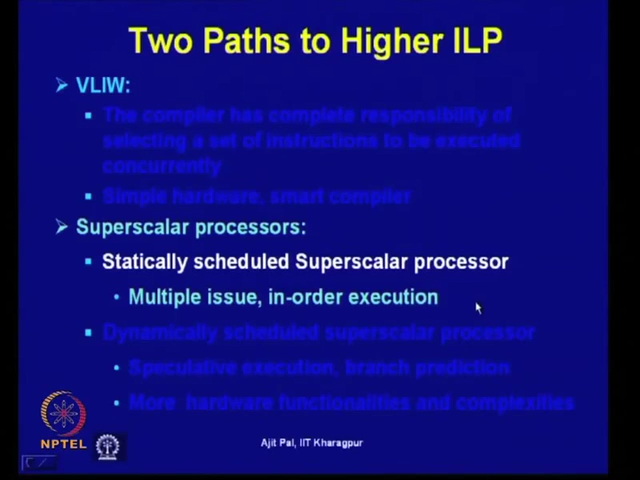 Two Paths to Higher ILP
VLIW:
The compiler has complete responsibility of
selecting a set of instructions to be executed
concurrently
Simple hardware, smart compiler
Superscalar processors:
Statically scheduled Superscalar processor
Multiple issue, in-order execution
Dynamically scheduled superscalar processor
Speculative execution, branch prediction
More hardware functionalities and complexities
NPTEL
Ajit Pal, IIT Kharagpur